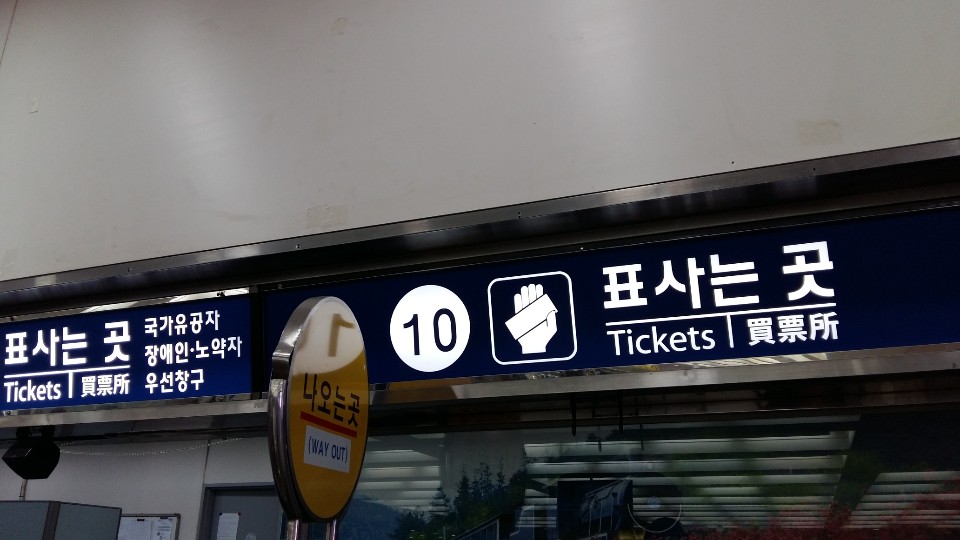 표사는 곳
Tickets
買票所
국가유공자
장애인·노약자
우선창구
나오는곳
(WAY OUT)
10
표사는 곳
Tickets
買票所